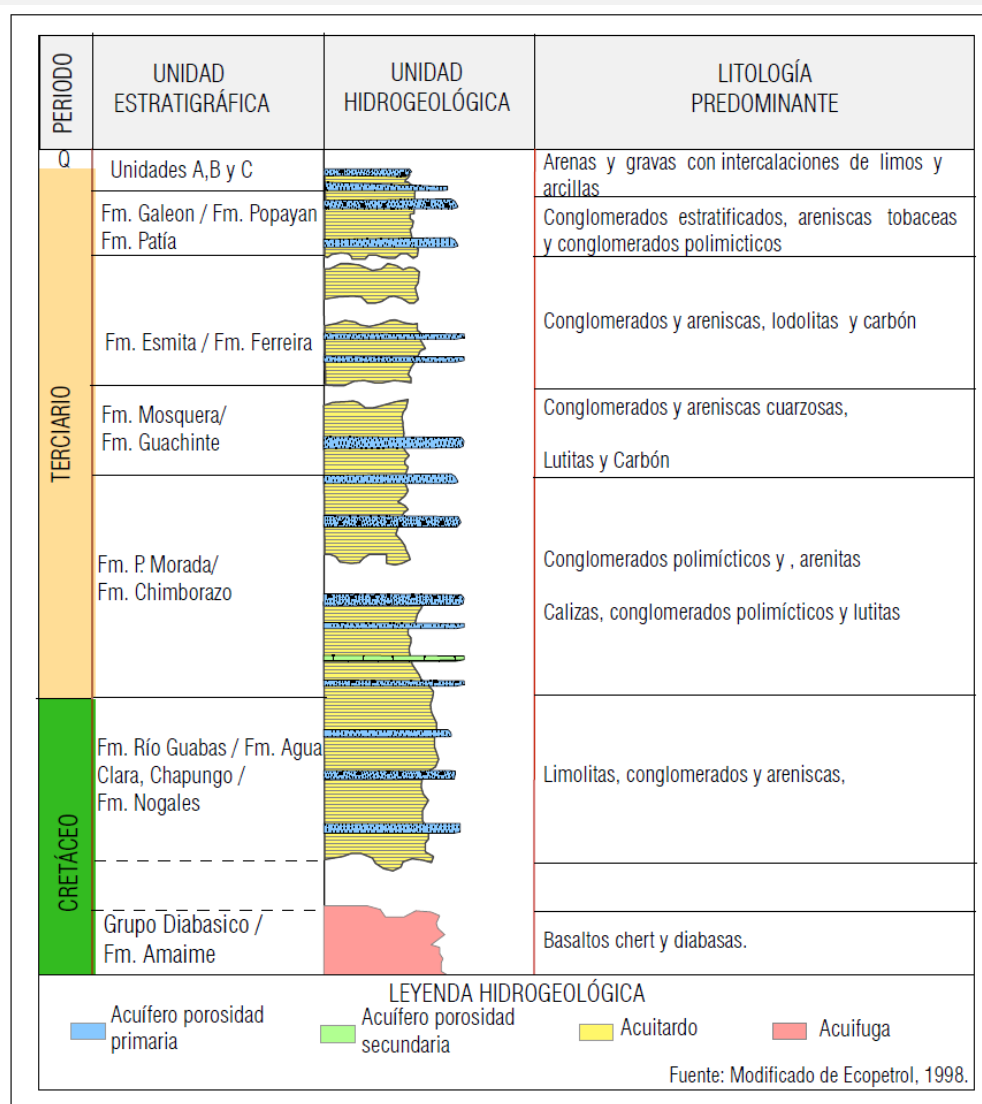 PERIODO
UNIDAD
ESTRATIGRÁFICA
UNIDAD
HIDROGEOLÓGICA
LITOLOGÍA
PREDOMINANTE
Q
Unidades A,B y C
Arenas y gravas con intercalaciones de limos y
arcillas
TERCIARIO
Fm. Galeon / Fm. Popayan
Fm. Patía
Conglomerados estratificados, areniscas tobaceas
y conglomerados polimicticos
Fm. Esmita / Fm. Ferreira
Conglomerados y areniscas, lodolitas y carbón
Fm. Mosquera/
Fm. Guachinte
Conglomerados y areniscas cuarzosas,
Lutitas y Carbón
Fm. P. Morada/
Fm. Chimborazo
Conglomerados polimícticos y , arenitas
Calizas, conglomerados polimícticos y lutitas
CRETÁCEO
Fm. Río Guabas / Fm. Agua
Clara, Chapungo /
Fm. Nogales
Limolitas, conglomerados y areniscas,
Grupo Diabasico /
Fm. Amaime
Basaltos chert y diabasas.
LEYENDA HIDROGEOLÓGICA
Acuífero porosidad
primaria
Acuífero porosidad
secundaria
Acuitardo
Acuifuga
Fuente: Modificado de Ecopetrol, 1998.